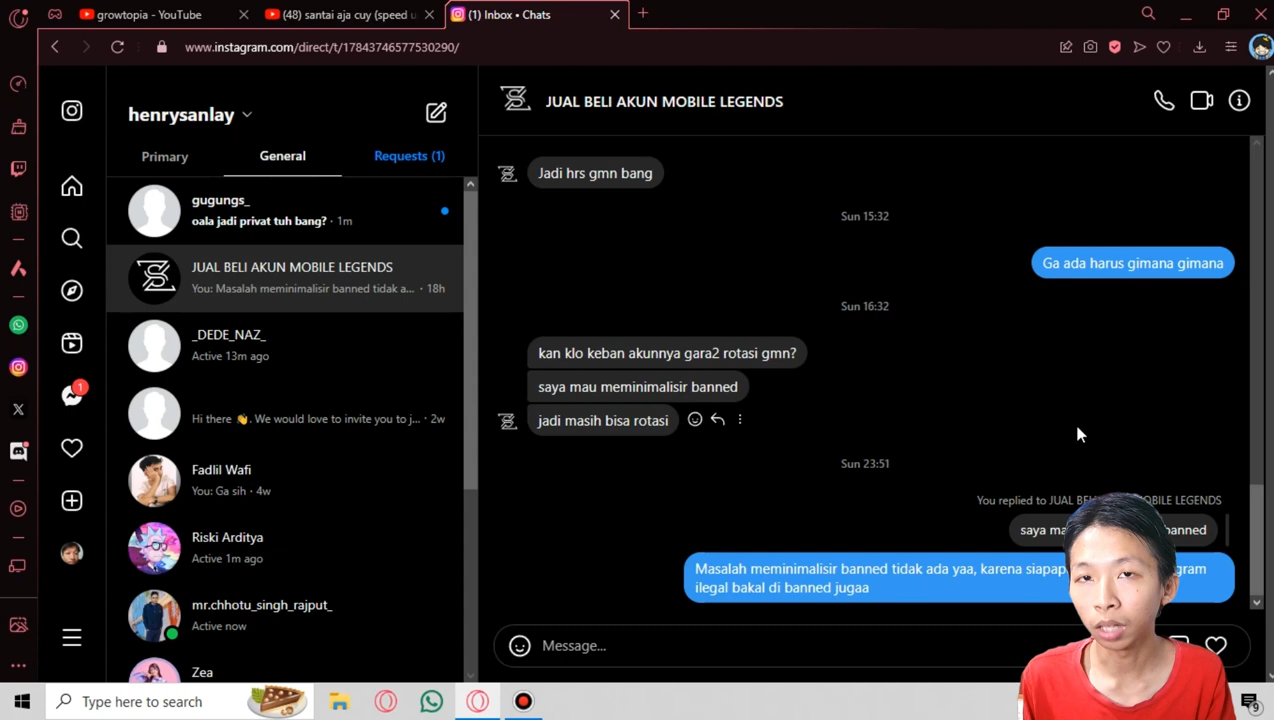 growtopia - YouTube
(48) santai aja cuy (speed u
(1) Inbox • Chats
www.instagram.com/direct/t/17843746577530290/
henrysanlay
Primary
General
Requests (1)
gugungs_
oala jadi privat tuh bang? · 1m
JUAL BELI AKUN MOBILE LEGENDS
You: Masalah meminimalisir banned tidak a... · 18h
_DEDE_NAZ_
Active 13m ago
Hi there 👋. We would love to invite you to j... · 2w
Fadlil Wafi
You: Ga sih · 4w
Riski Arditya
Active 1m ago
mr.chhotu_singh_rajput_
Active now
Zea
1
JUAL BELI AKUN MOBILE LEGENDS
Jadi hrs gmn bang
Sun 15:32
Ga ada harus gimana gimana
Sun 16:32
kan klo keban akunnya gara2 rotasi gmn?
saya mau meminimalisir banned
jadi masih bisa rotasi
Sun 23:51
You replied to JUAL BE OBILE LEGENDS
saya ma anned
Masalah meminimalisir banned tidak ada yaa, karena siapap gram
ilegal bakal di banned jugaa
Message...
Type here to search
9